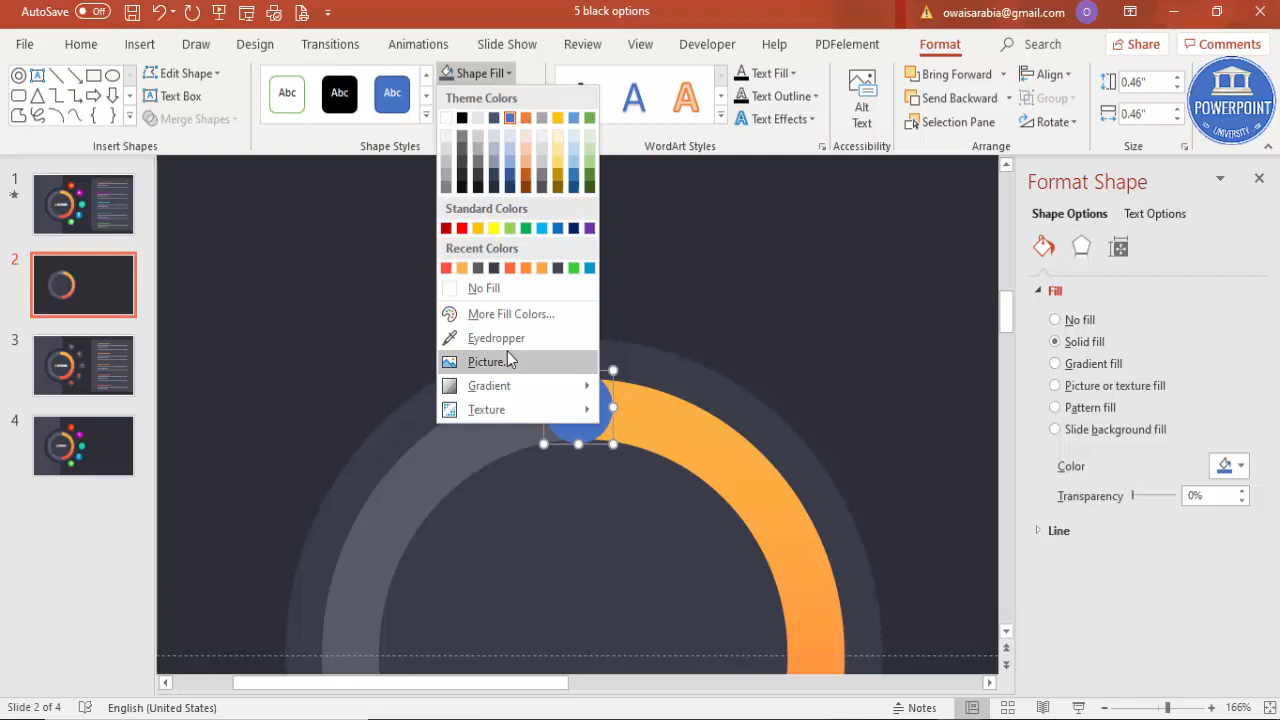 AutoSave Off
5 black options
owaisarabia@gmail.com O
File Home Insert Draw Design Transitions Animations Slide Show Review View Developer Help PDFelement Format Search Share Comments
Edit Shape
Text Box
Merge Shapes
Insert Shapes
Abc Abc Abc
Shape Styles
Shape Fill
A A
WordArt Styles
Text Fill
Text Outline
Text Effects
Alt
Text
Accessibility
Bring Forward
Send Backward
Selection Pane
Align
Group
Rotate
Arrange
0.46"
0.46"
Size
POWERPOINT
UNIVERSITY
Theme Colors
Standard Colors
Recent Colors
No Fill
More Fill Colors...
Eyedropper
Picture...
Gradient
Texture
1
2
3
4
Format Shape
Shape Options Text Options
Fill
No fill
Solid fill
Gradient fill
Picture or texture fill
Pattern fill
Slide background fill
Color
Transparency 0%
Line
Slide 2 of 4
English (United States)
Notes
166%